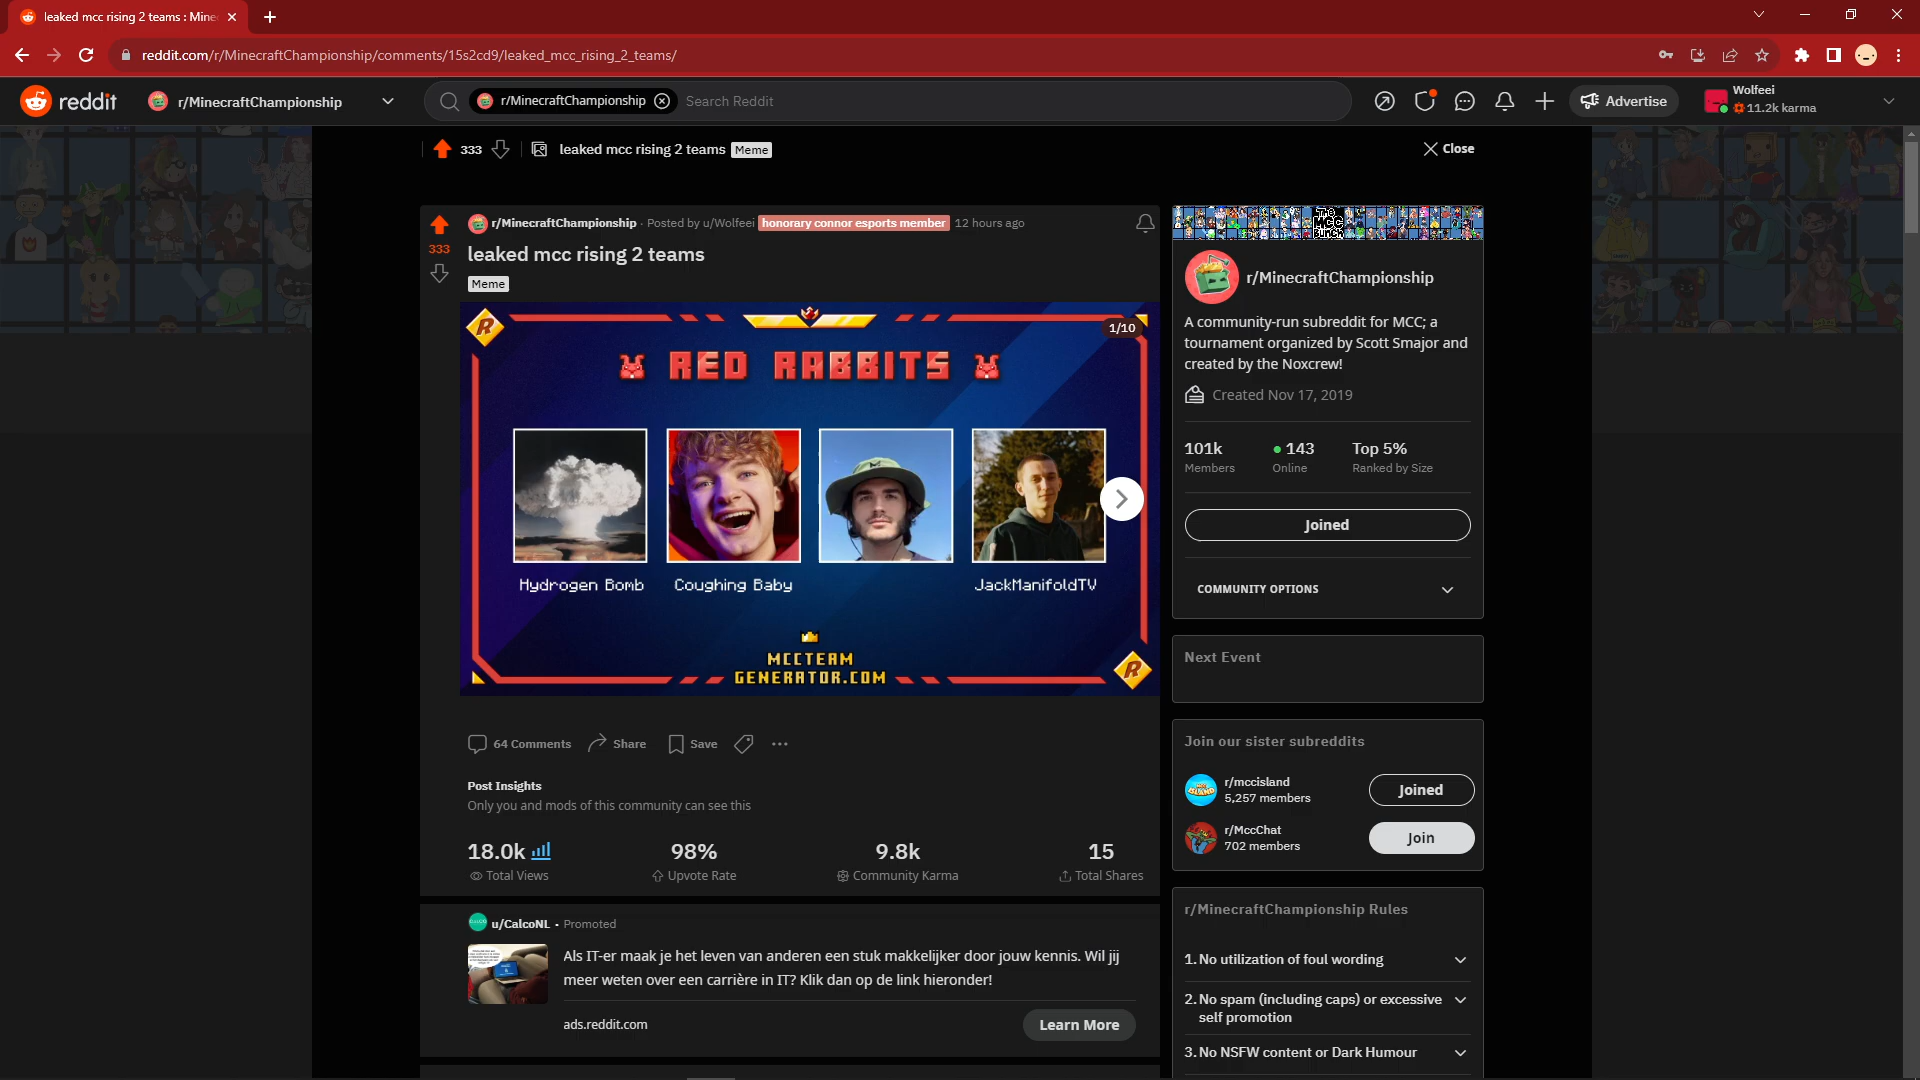 leaked mcc rising 2 teams : Mine
reddit.com/r/MinecraftChampionship/comments/15s2cd9/leaked_mcc_rising_2_teams/
reddit
r/MinecraftChampionship
r/MinecraftChampionship
Search Reddit
Advertise
Wolfeei
11.2k karma
333
leaked mcc rising 2 teams
Meme
Close
333
r/MinecraftChampionship · Posted by u/Wolfeei honorary connor esports member 12 hours ago
leaked mcc rising 2 teams
Meme
R
1/10
RED RABBITS
Hydrogen Bomb
Coughing Baby
JackManifoldTV
MCCTEAM
GENERATOR.COM
R
64 Comments
Share
Save
Post Insights
Only you and mods of this community can see this
18.0k
98%
9.8k
15
Total Views
Upvote Rate
Community Karma
Total Shares
u/CalcoNL · Promoted
Als IT-er maak je het leven van anderen een stuk makkelijker door jouw kennis. Wil jij
meer weten over een carrière in IT? Klik dan op de link hieronder!
ads.reddit.com
Learn More
The
MCC
BUNCH
r/MinecraftChampionship
A community-run subreddit for MCC; a
tournament organized by Scott Smajor and
created by the Noxcrew!
Created Nov 17, 2019
101k
143
Top 5%
Members
Online
Ranked by Size
Joined
COMMUNITY OPTIONS
Next Event
Join our sister subreddits
r/mccisland
5,257 members
Joined
r/MccChat
702 members
Join
r/MinecraftChampionship Rules
1. No utilization of foul wording
2. No spam (including caps) or excessive
self promotion
3. No NSFW content or Dark Humour